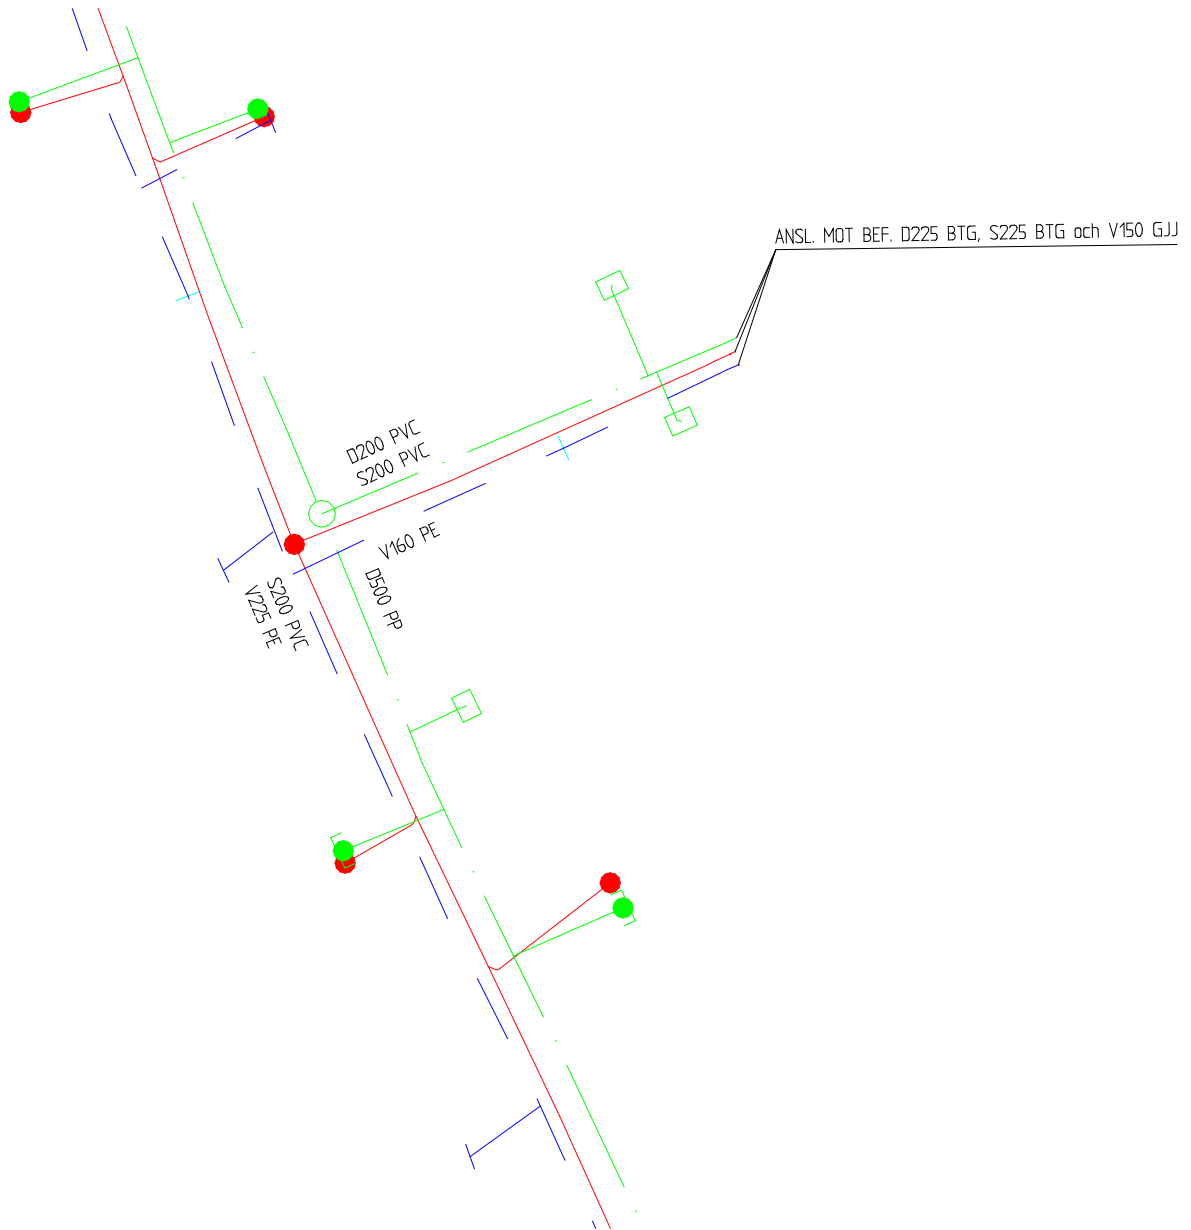 ANSL. MOT BEF. D225 BTG, S225 BTG och V150 GJJ
D200 PVC
S200 PVC
V160 PE
D500 PP
S200 PVC
V225 PE